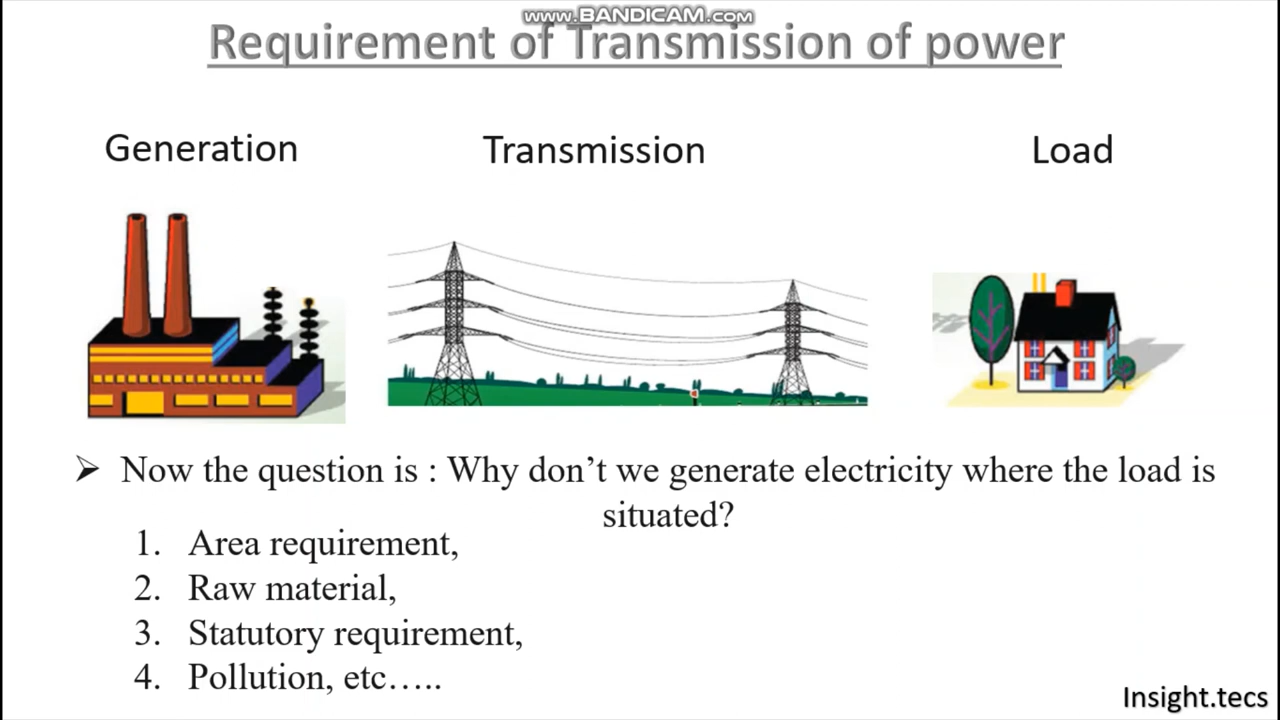 www.BANDICAM.com
Requirement of Transmission of power
Generation
Transmission
Load
➢ Now the question is : Why don’t we generate electricity where the load is
situated?
1. Area requirement,
2. Raw material,
3. Statutory requirement,
4. Pollution, etc…..
Insight.tecs